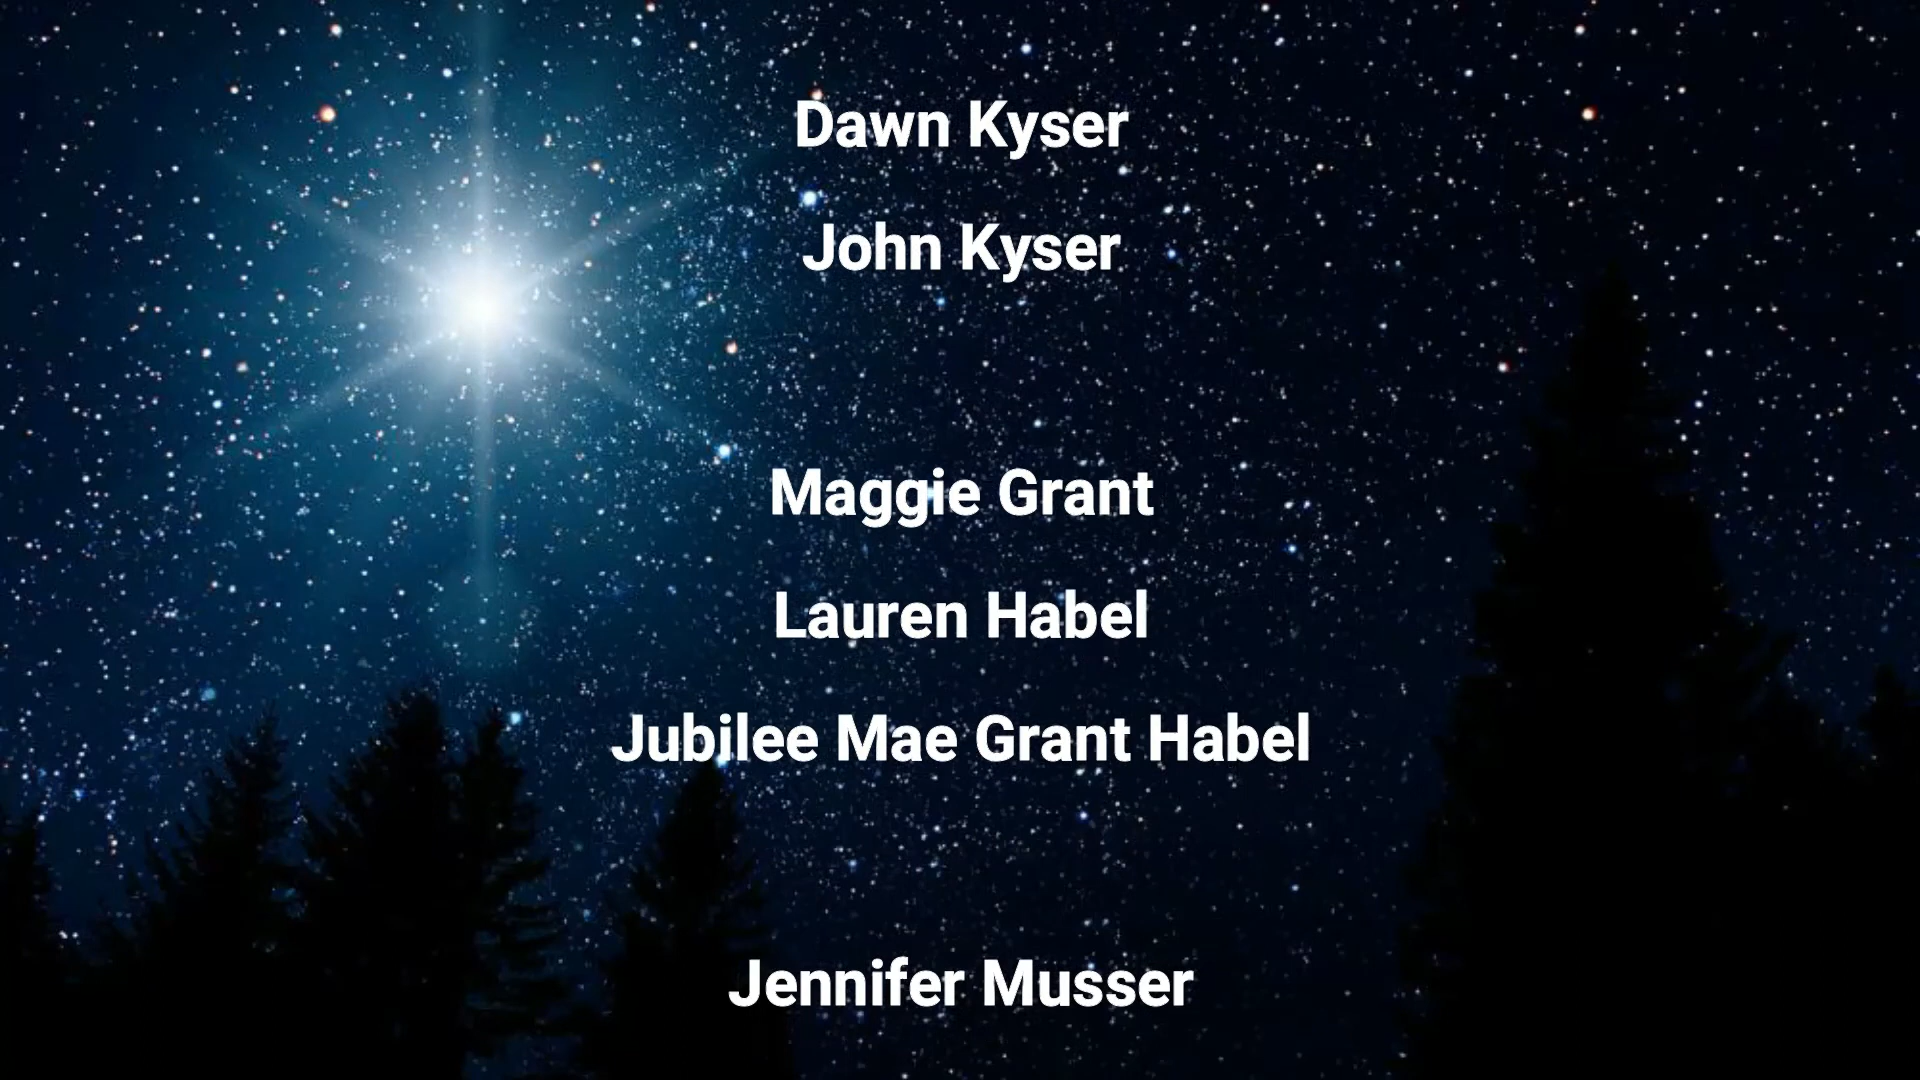 Dawn Kyser
John Kyser
Maggie Grant
Lauren Habel
Jubilee Mae Grant Habel
Jennifer Musser